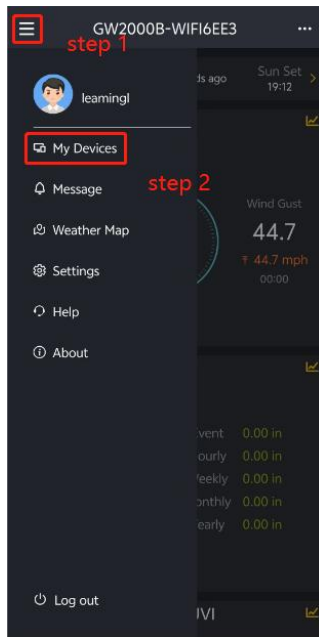 GW2000B-WIFI6EE3
step 1
ds ago
Sun Set
19:12
leamingl
My Devices
Message
step 2
Weather Map
Wind Gust
44.7
44.7 mph
00:00
Settings
Help
About
vent 0.00 in
ourly 0.00 in
eekly 0.00 in
onthly 0.00 in
early 0.00 in
Log out
IVI